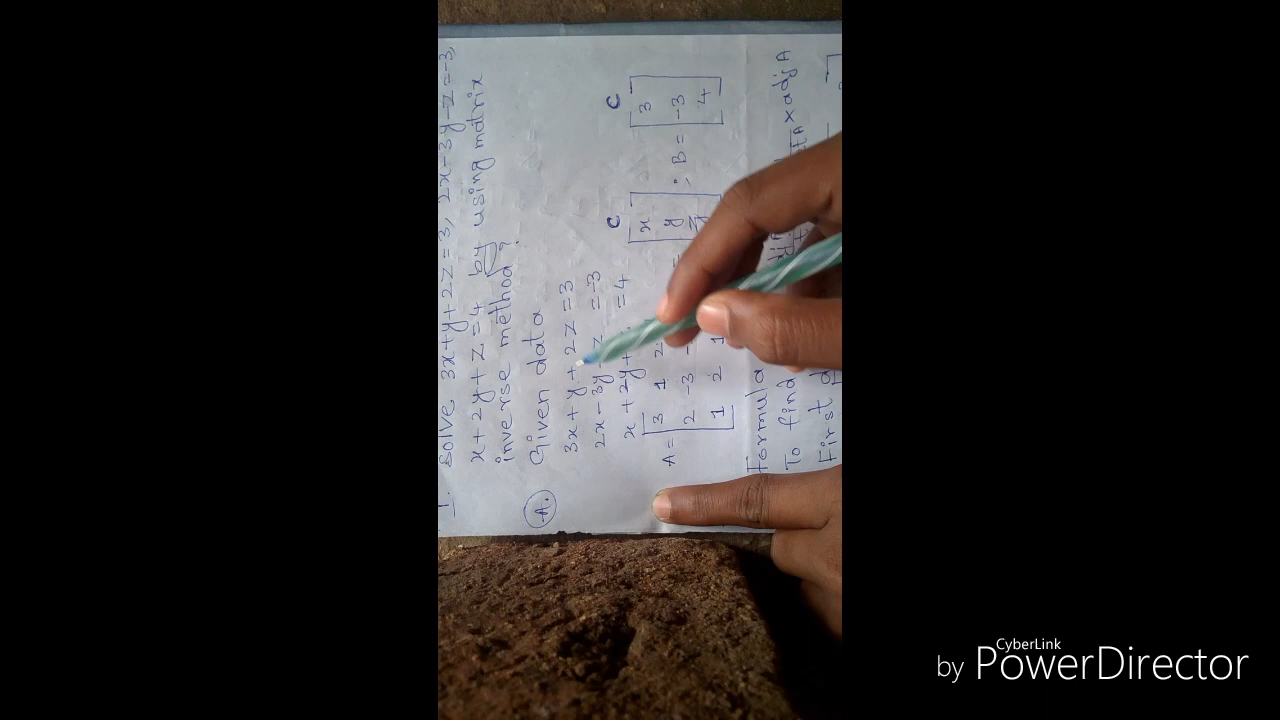 1. Solve 3x+y+2z=3, 2x-3y-z=-3,
x+2y+z=4 by using matrix
inverse method?
A. Given data
3x+y+2z=3
2x-3y-z=-3
x+2y+ =4
A= 3 1 2 = x y z ; B= 3 -3 4
2 -3 -
1 2 1
C C
Formula
To find x adj A
First
by CyberLink PowerDirector